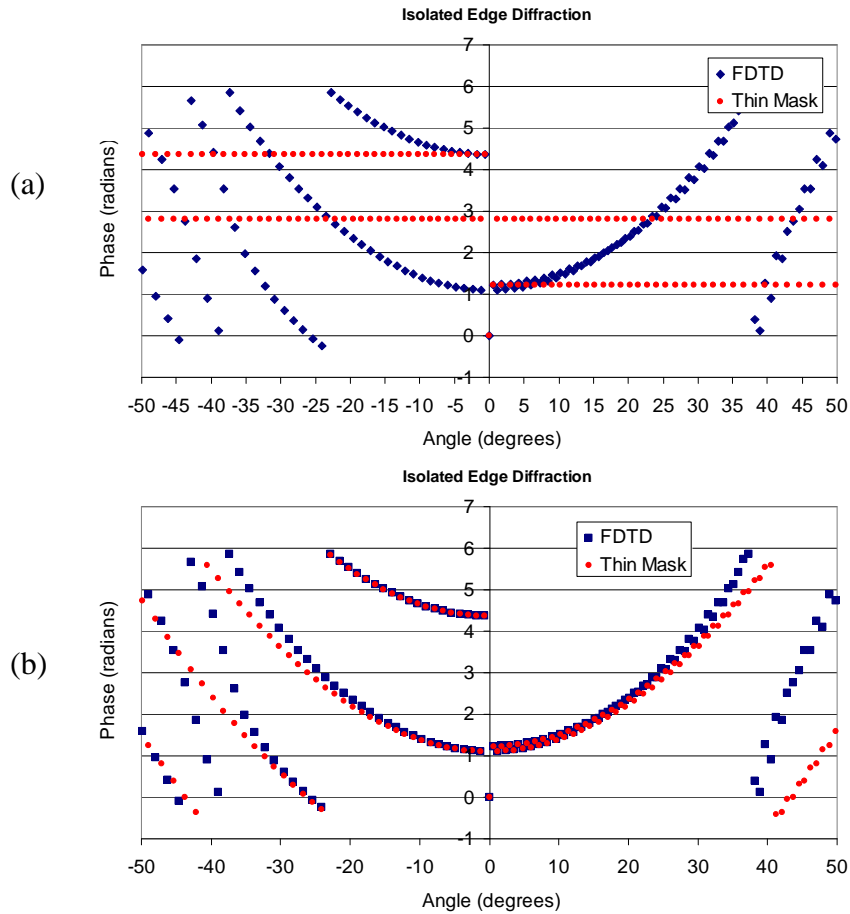 Isolated Edge Diffraction
7
6
5
4
3
2
1
0
-1
FDTD
Thin Mask
(a)
Phase (radians)
-50 -45 -40 -35 -30 -25 -20 -15 -10 -5 0 5 10 15 20 25 30 35 40 45 50
Angle (degrees)
Isolated Edge Diffraction
7
6
5
4
3
2
1
0
-1
FDTD
Thin Mask
(b)
Phase (radians)
-50 -40 -30 -20 -10 0 10 20 30 40 50
Angle (degrees)